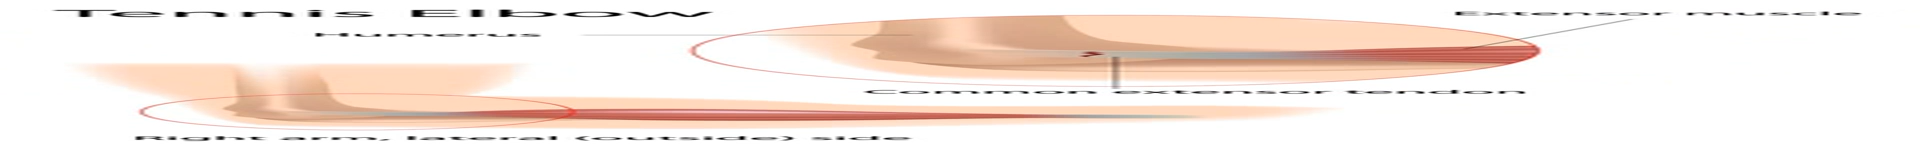 Tennis Elbow
Extensor muscle
Humerus
Common extensor tendon
Right arm, lateral (outside) side